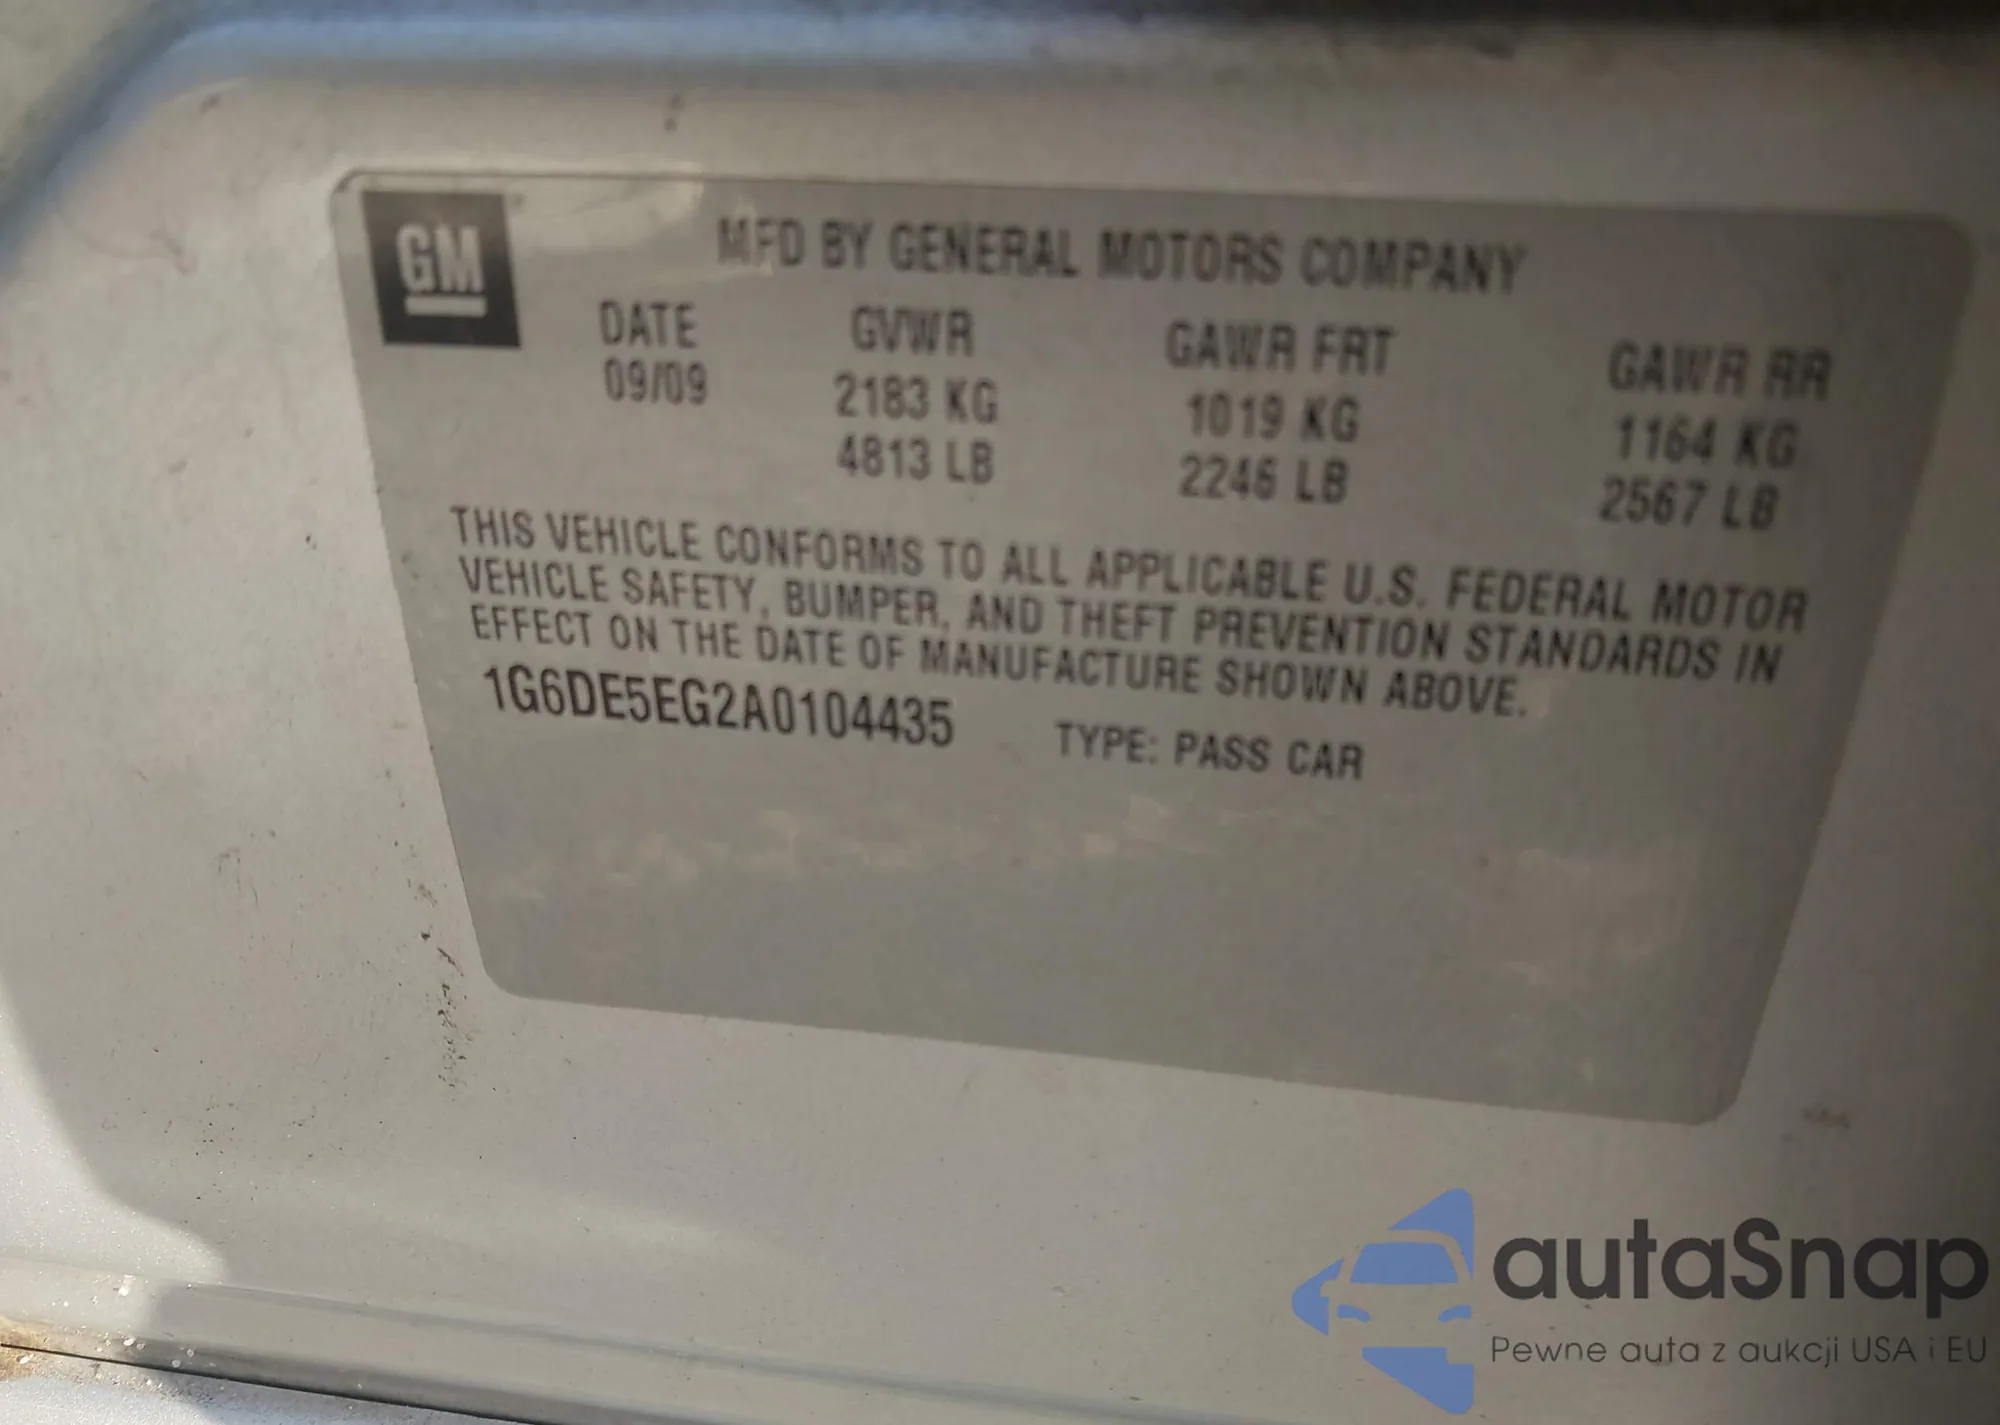 GM
MFD BY GENERAL MOTORS COMPANY
DATE GVWR GAWR FRT GAWR RR
09/09 2183 KG 1019 KG 1164 KG
4813 LB 2246 LB 2567 LB
THIS VEHICLE CONFORMS TO ALL APPLICABLE U.S. FEDERAL MOTOR
VEHICLE SAFETY, BUMPER, AND THEFT PREVENTION STANDARDS IN
EFFECT ON THE DATE OF MANUFACTURE SHOWN ABOVE.
1G6DE5EG2A0104435 TYPE: PASS CAR
autaSnap
Pewne auta z aukcji USA i EU